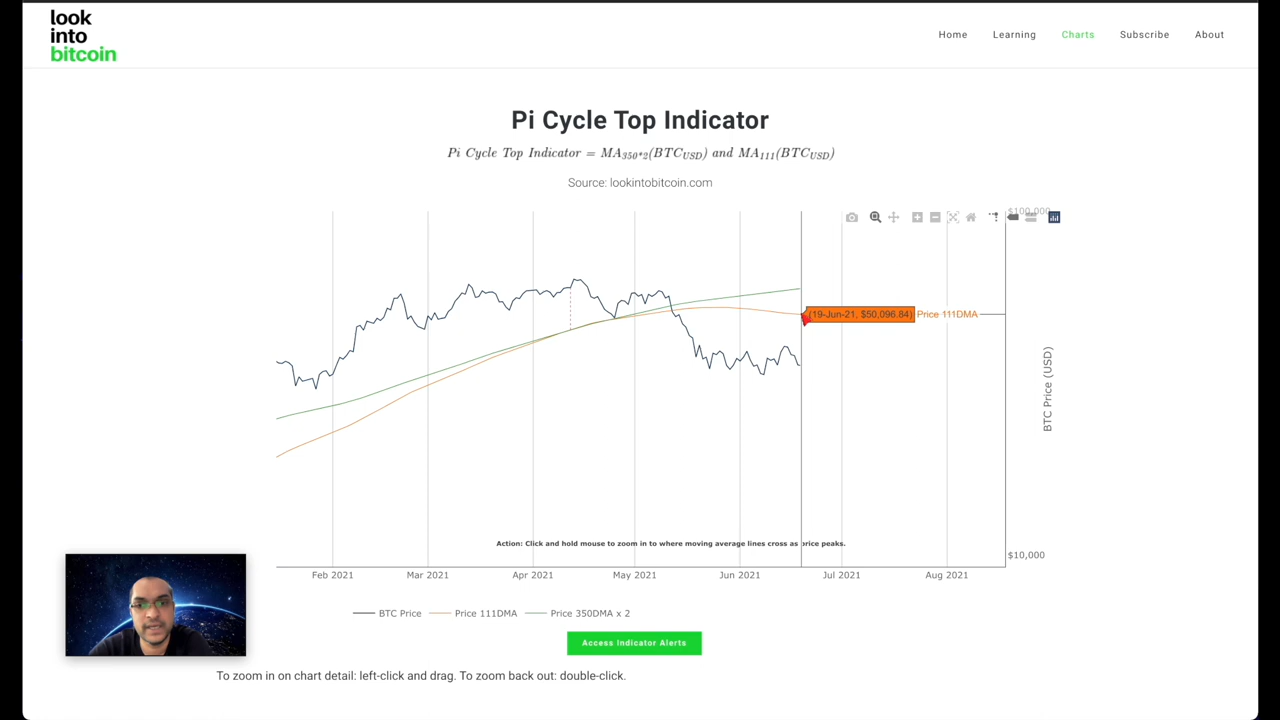 look
into
bitcoin
Home Learning Charts Subscribe About
Pi Cycle Top Indicator
Pi Cycle Top Indicator = MA350*2(BTCUSD) and MA111(BTCUSD)
Source: lookintobitcoin.com
$100,000
(19-Jun-21, $50,096.84) Price 111DMA
BTC Price (USD)
Action: Click and hold mouse to zoom in to where moving average lines cross as price peaks.
$10,000
Feb 2021 Mar 2021 Apr 2021 May 2021 Jun 2021 Jul 2021 Aug 2021
BTC Price Price 111DMA Price 350DMA x 2
Access Indicator Alerts
To zoom in on chart detail: left-click and drag. To zoom back out: double-click.